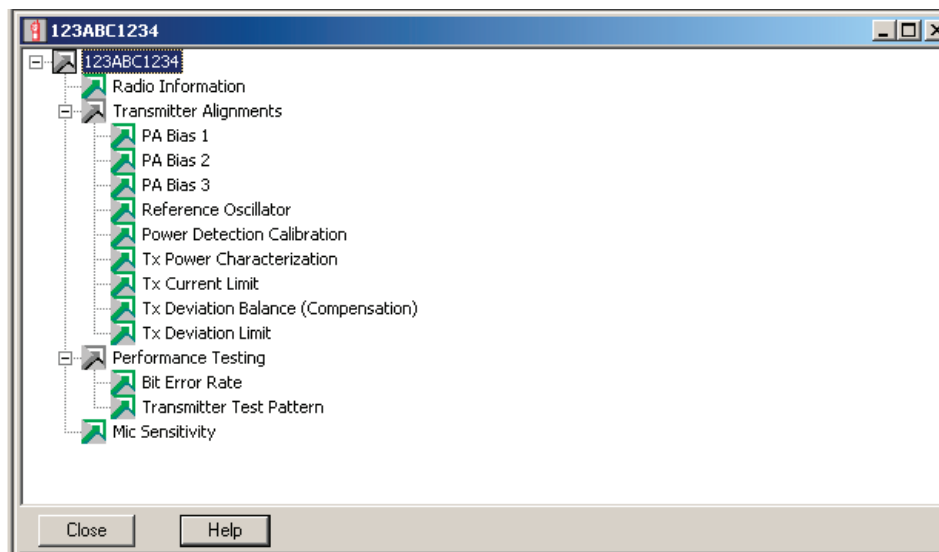 123ABC1234
123ABC1234
Radio Information
Transmitter Alignments
PA Bias 1
PA Bias 2
PA Bias 3
Reference Oscillator
Power Detection Calibration
Tx Power Characterization
Tx Current Limit
Tx Deviation Balance (Compensation)
Tx Deviation Limit
Performance Testing
Bit Error Rate
Transmitter Test Pattern
Mic Sensitivity
Close Help